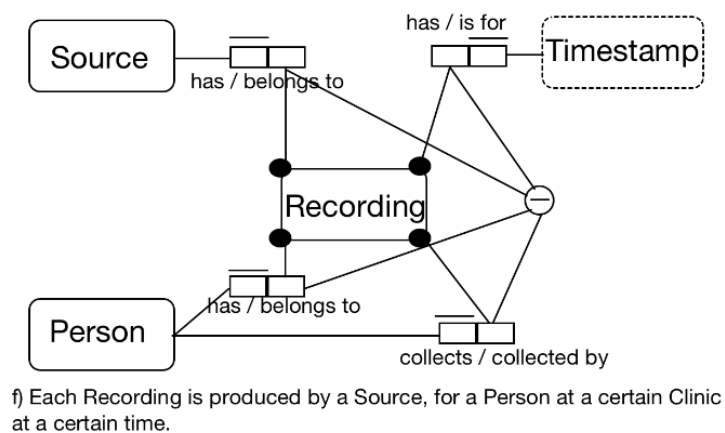 has / is for
Source
Timestamp
has / belongs to
Recording
has / belongs to
Person
collects / collected by
f) Each Recording is produced by a Source, for a Person at a certain Clinic
at a certain time.